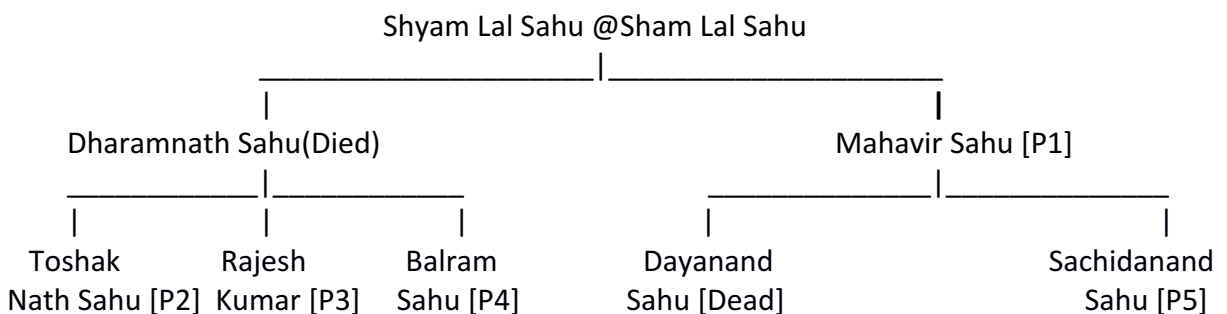 Shyam Lal Sahu @Sham Lal Sahu
Dharamnath Sahu(Died) Mahavir Sahu [P1]
Toshak Rajesh Balram Dayanand Sachidanand
Nath Sahu [P2] Kumar [P3] Sahu [P4] Sahu [Dead] Sahu [P5]